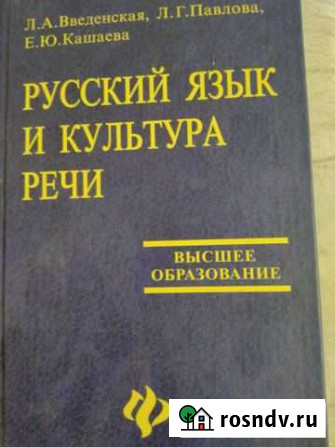 Л.А.Введенская, Л.Г.Павлова,
Е.Ю.Кашаева
РУССКИЙ ЯЗЫК
И КУЛЬТУРА
РЕЧИ
ВЫСШЕЕ
ОБРАЗОВАНИЕ
rosndv.ru